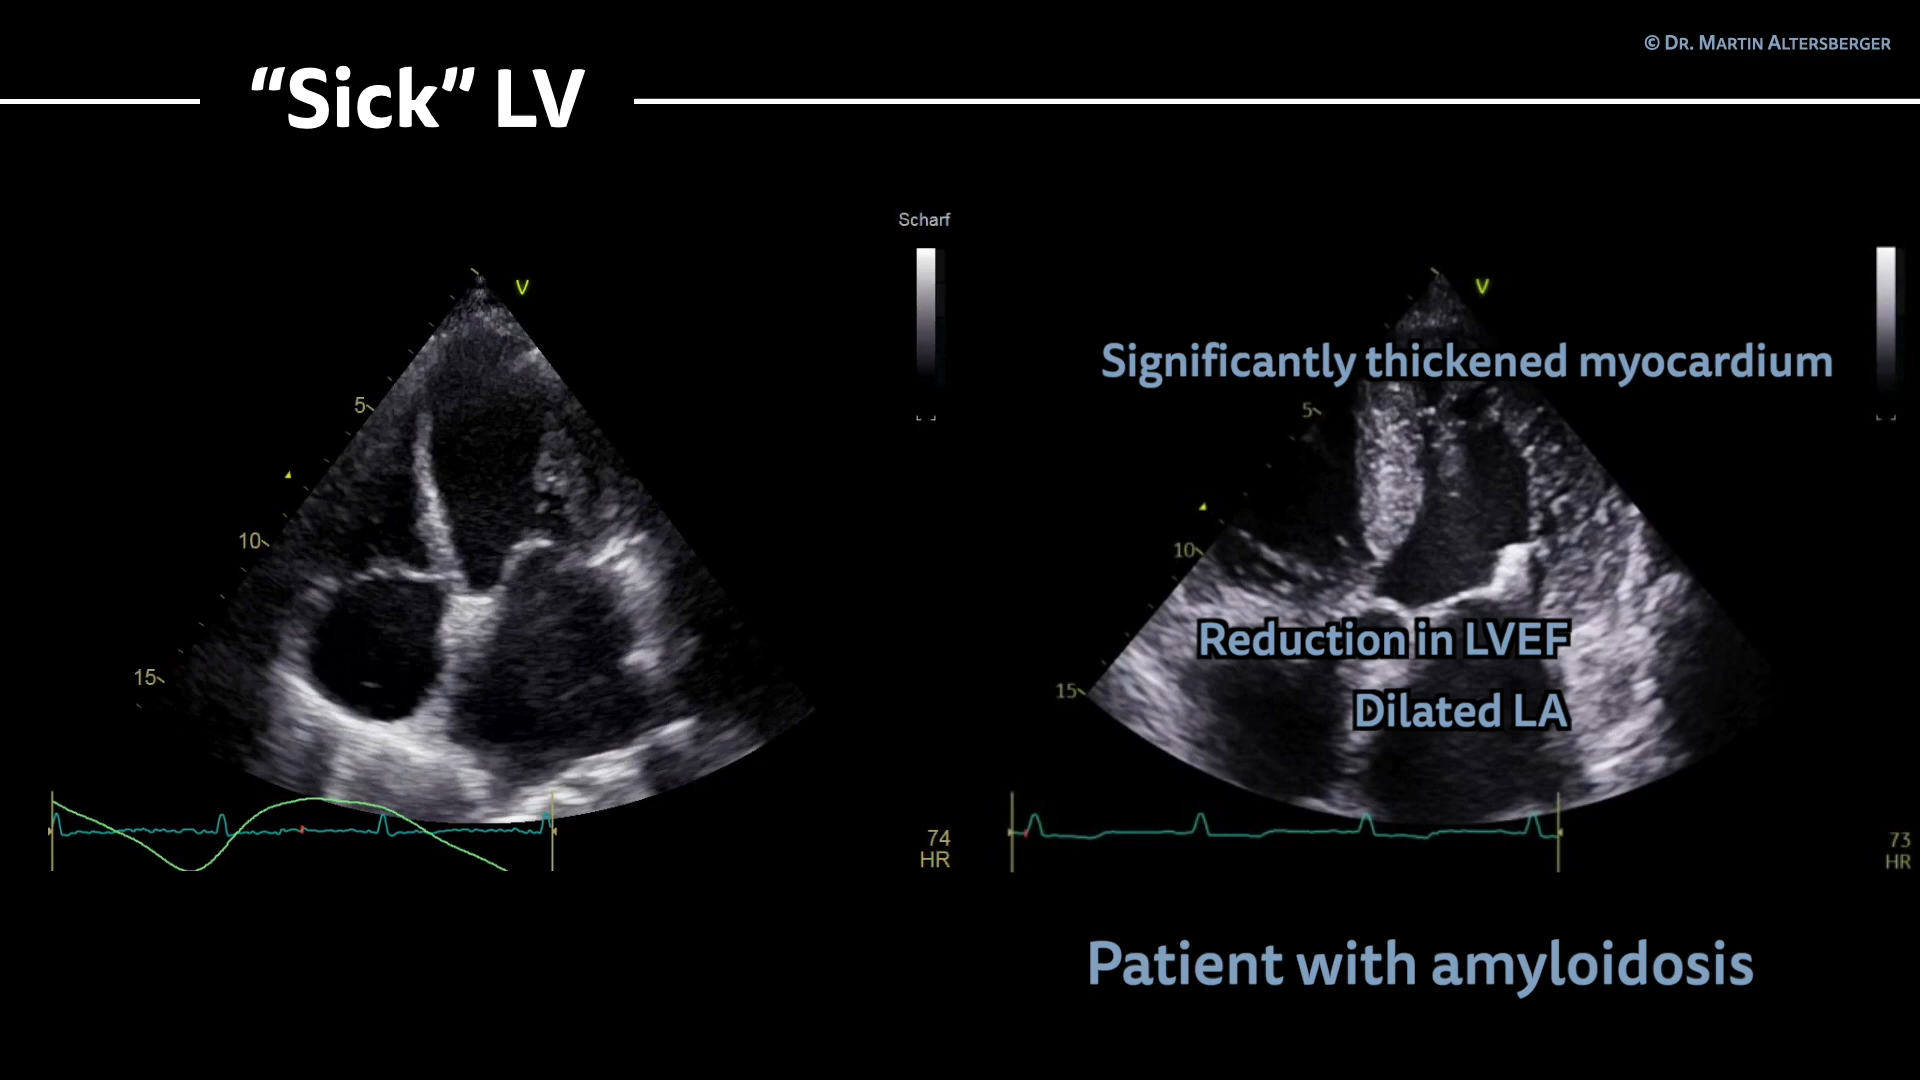 © Dr. Martin Altersberger
“Sick” LV
Scharf
V
5
10
15
74
HR
V
Significantly thickened myocardium
5
10
Reduction in LVEF
15
Dilated LA
73
HR
Patient with amyloidosis